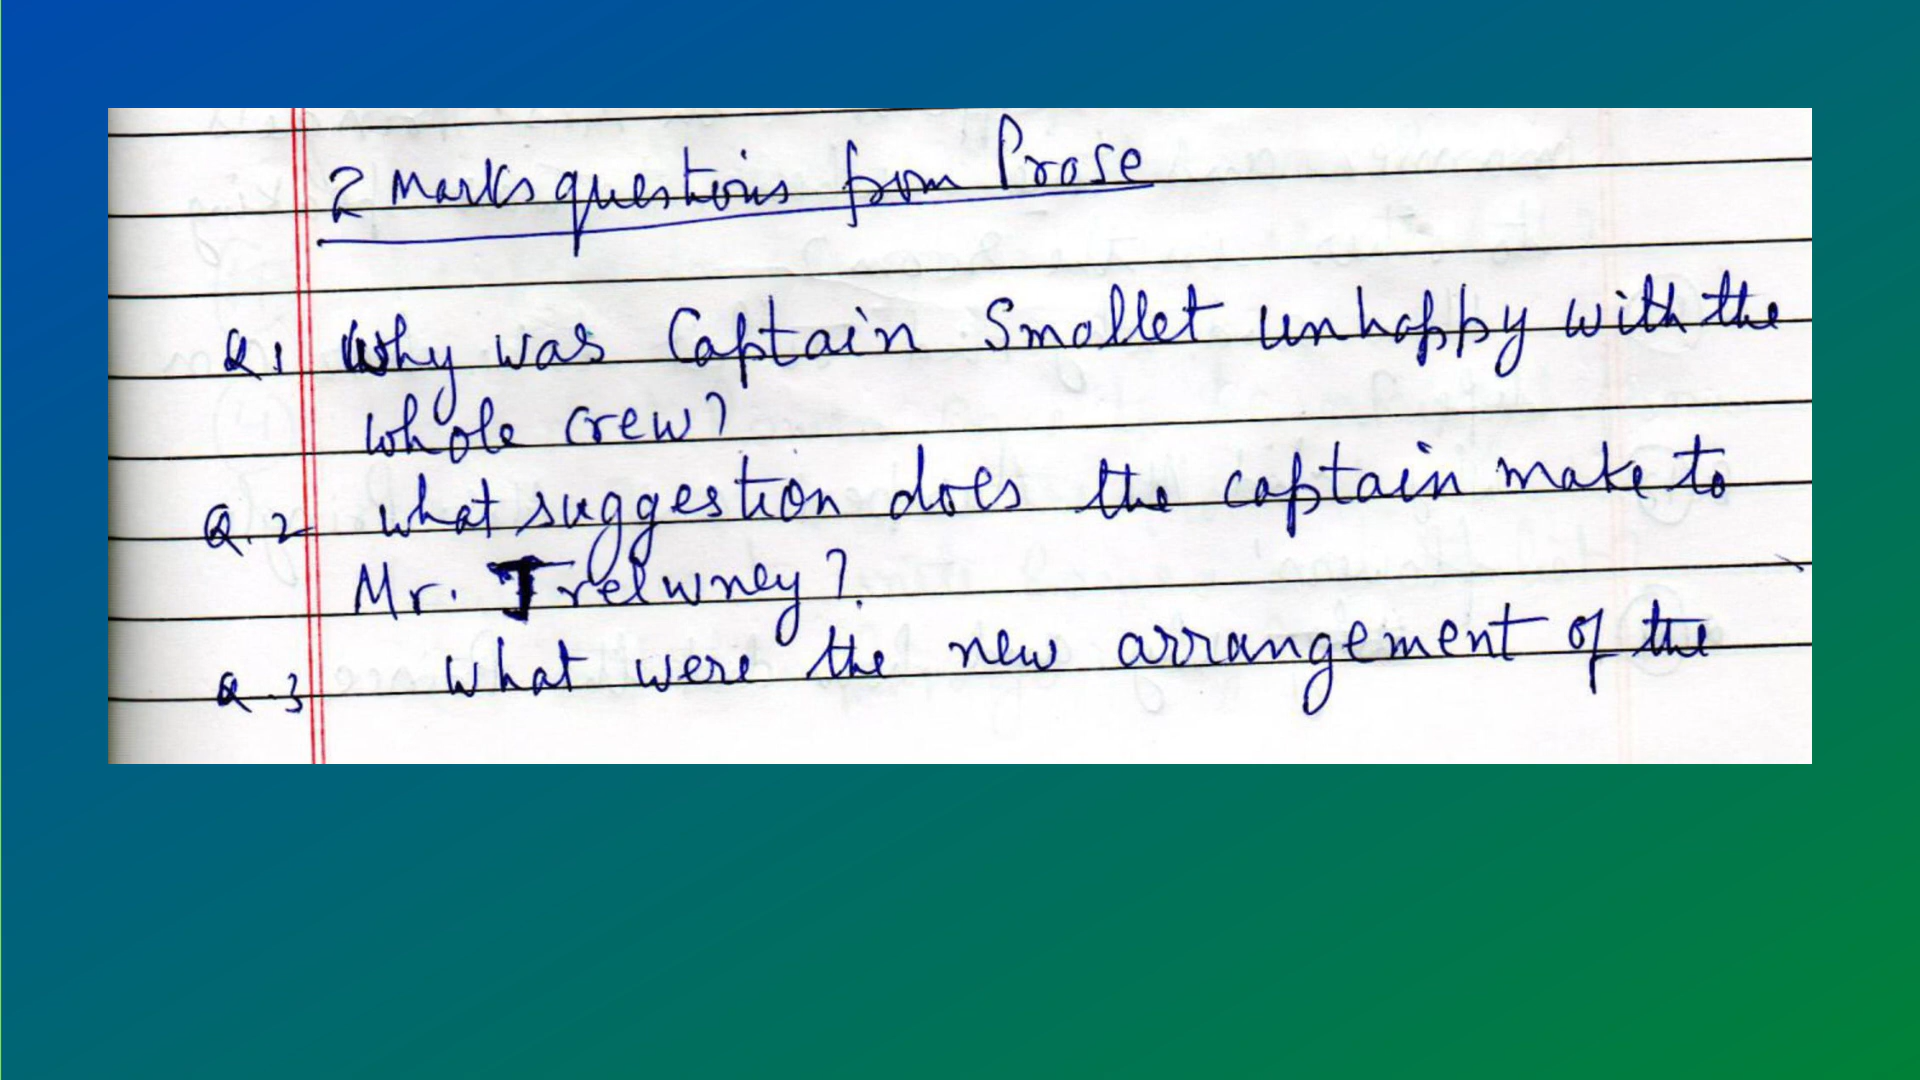 2 Marks questions from Prose
Q.1 Why was Captain Smollet unhappy with the
whole crew?
Q.2 what suggestion does the captain make to
Mr. Trelwney?
Q.3 What were the new arrangement of the